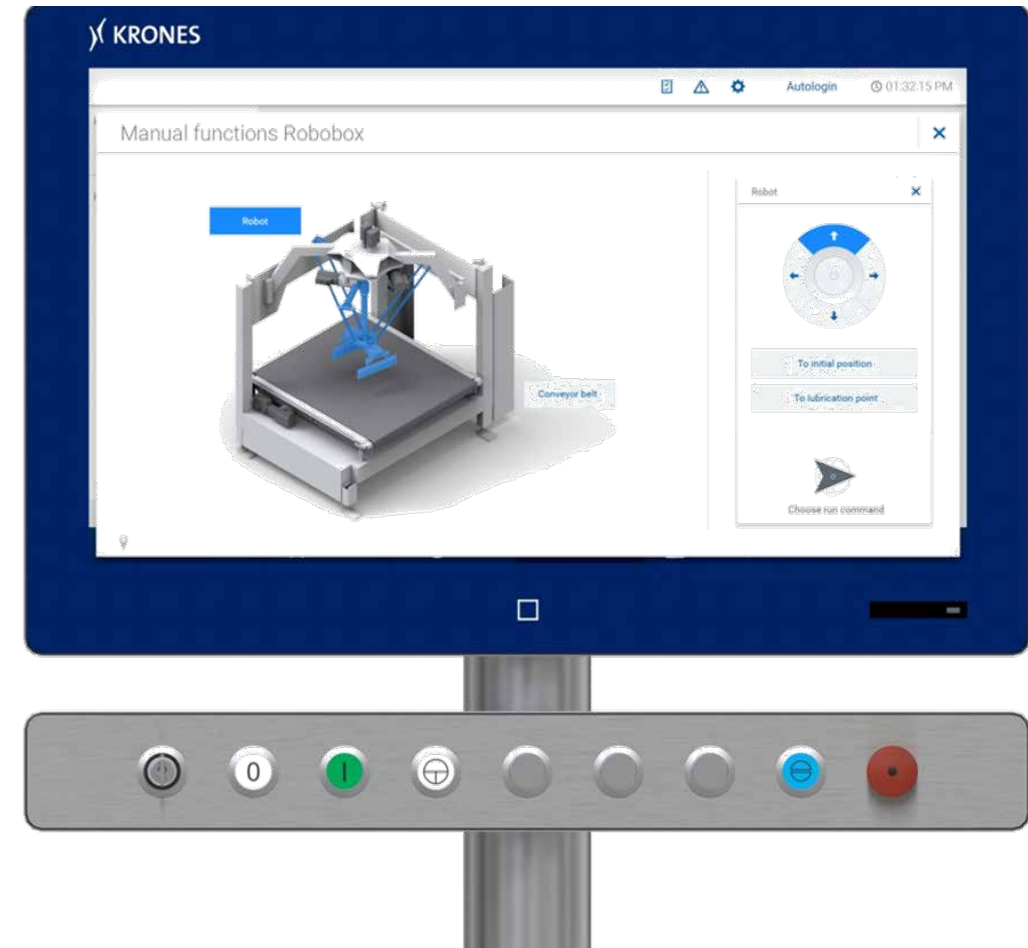 KRONES
Autologin 01:32:15 PM
Manual functions Robobox
Robot
Robot
To initial position
Conveyor belt
To lubrication point
Choose run command
0
I